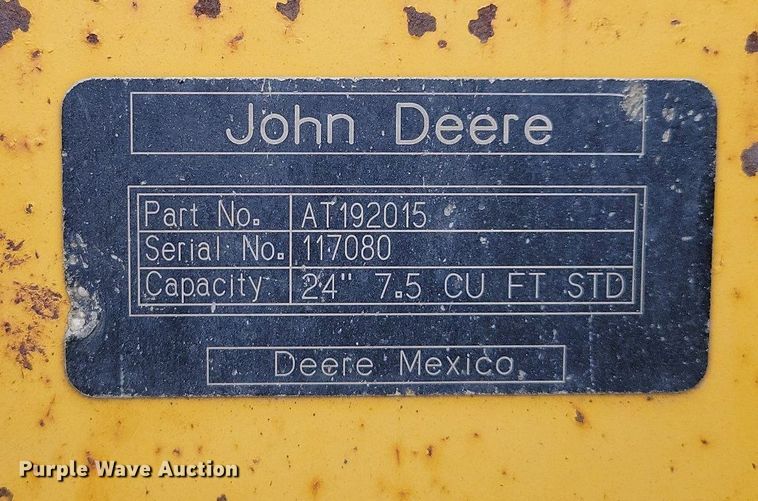 John Deere
Part No. AT192015
Serial No. 117080
Capacity 24" 7.5 CU FT STD
Deere Mexico
Purple Wave Auction